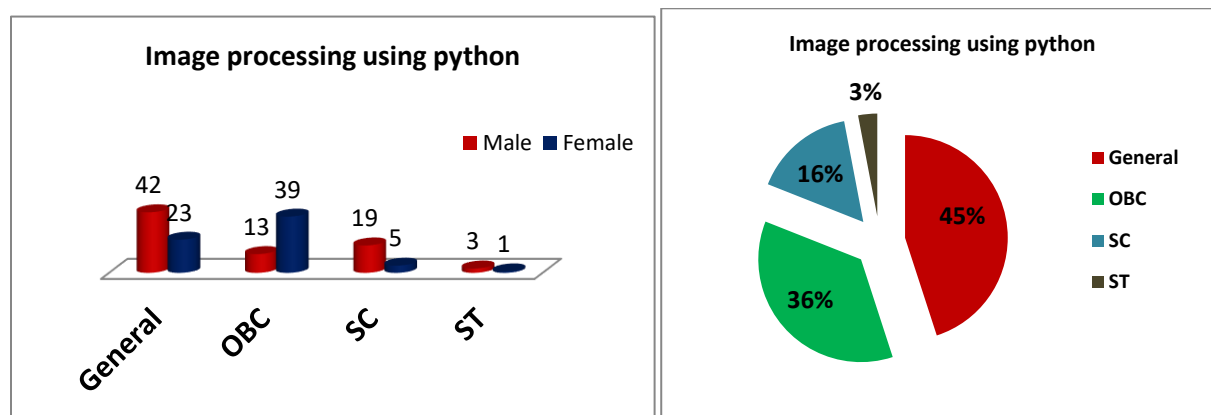 Image processing using python
Male Female
42 23 13 39 19 5 3 1
General OBC SC ST
Image processing using python
3%
16%
45%
36%
General
OBC
SC
ST